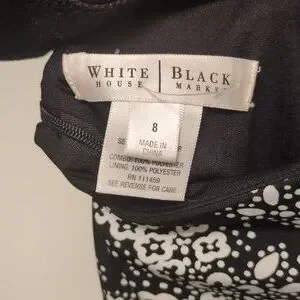 WHITE | BLACK
HOUSE | MARKET
8
MADE IN
CHINA
COMBO: 100% POLYESTER
LINING: 100% POLYESTER
RN 111459
SEE REVERSE FOR CARE